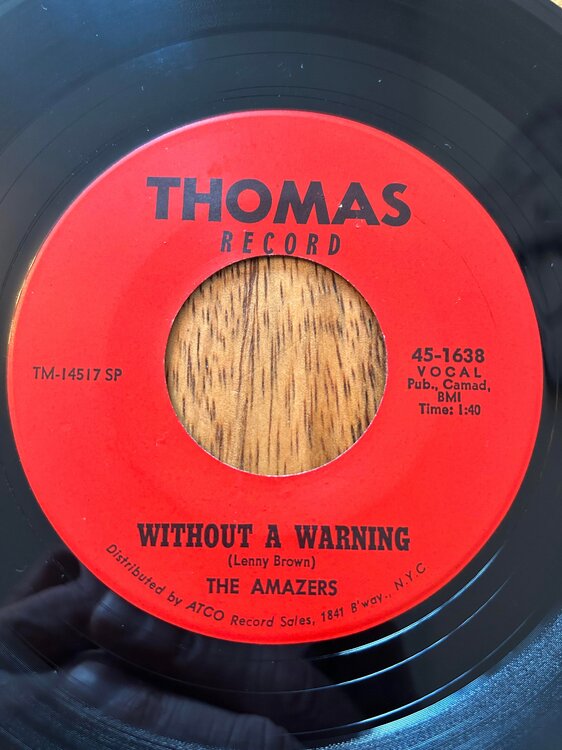 THOMAS
RECORD
TM-14517 SP
45-1638
VOCAL
Pub., Camad,
BMI
Time: 1:40
WITHOUT A WARNING
(Lenny Brown)
THE AMAZERS
Distributed by ATCO Record Sales, 1841 B'way., N.Y.C